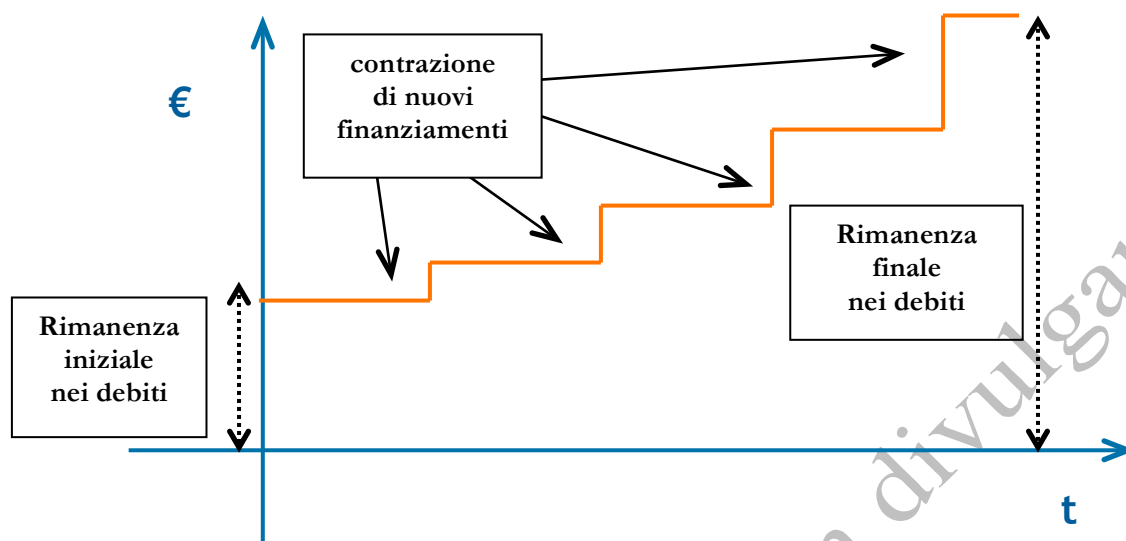 contrazione
di nuovi
finanziamenti
€
Rimanenza
finale
nei debiti
Rimanenza
iniziale
nei debiti
t